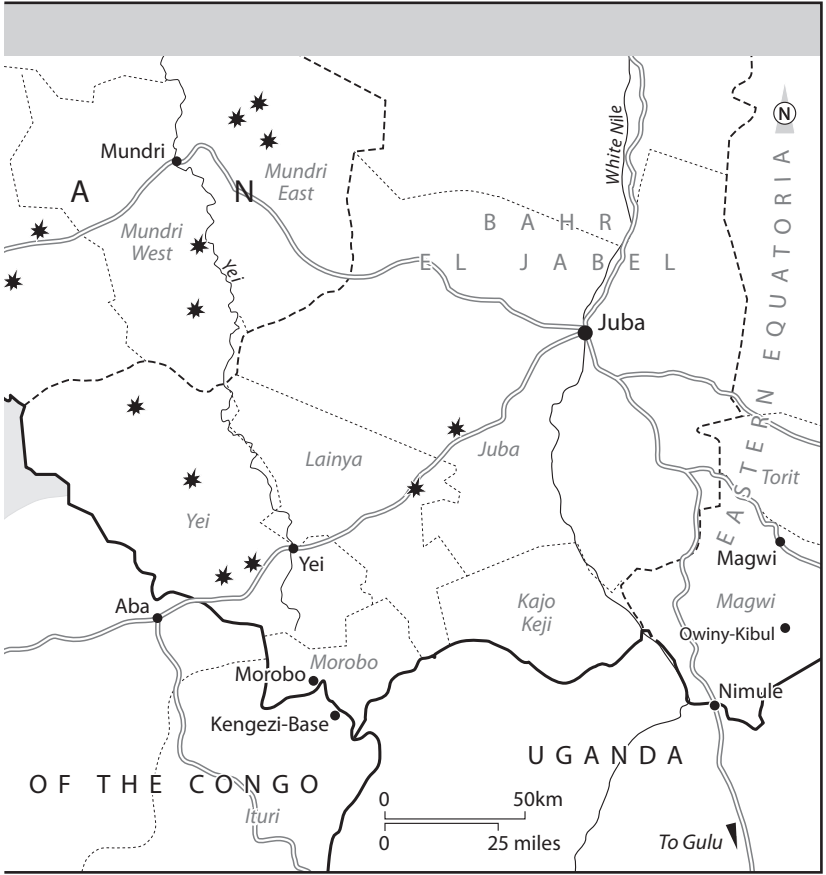 Mundri
A N
Mundri
East
Mundri
West
Yei
White Nile
N
BAHR
EL JABEL
EASTERN EQUATORIA
Juba
Lainya
Juba
Torit
Yei
Yei
Magwi
Aba
Kajo
Keji
Magwi
Owiny-Kibul
Morobo
Morobo
Nimule
Kengezi-Base
UGANDA
OF THE CONGO
Ituri
0 50km
0 25 miles
To Gulu